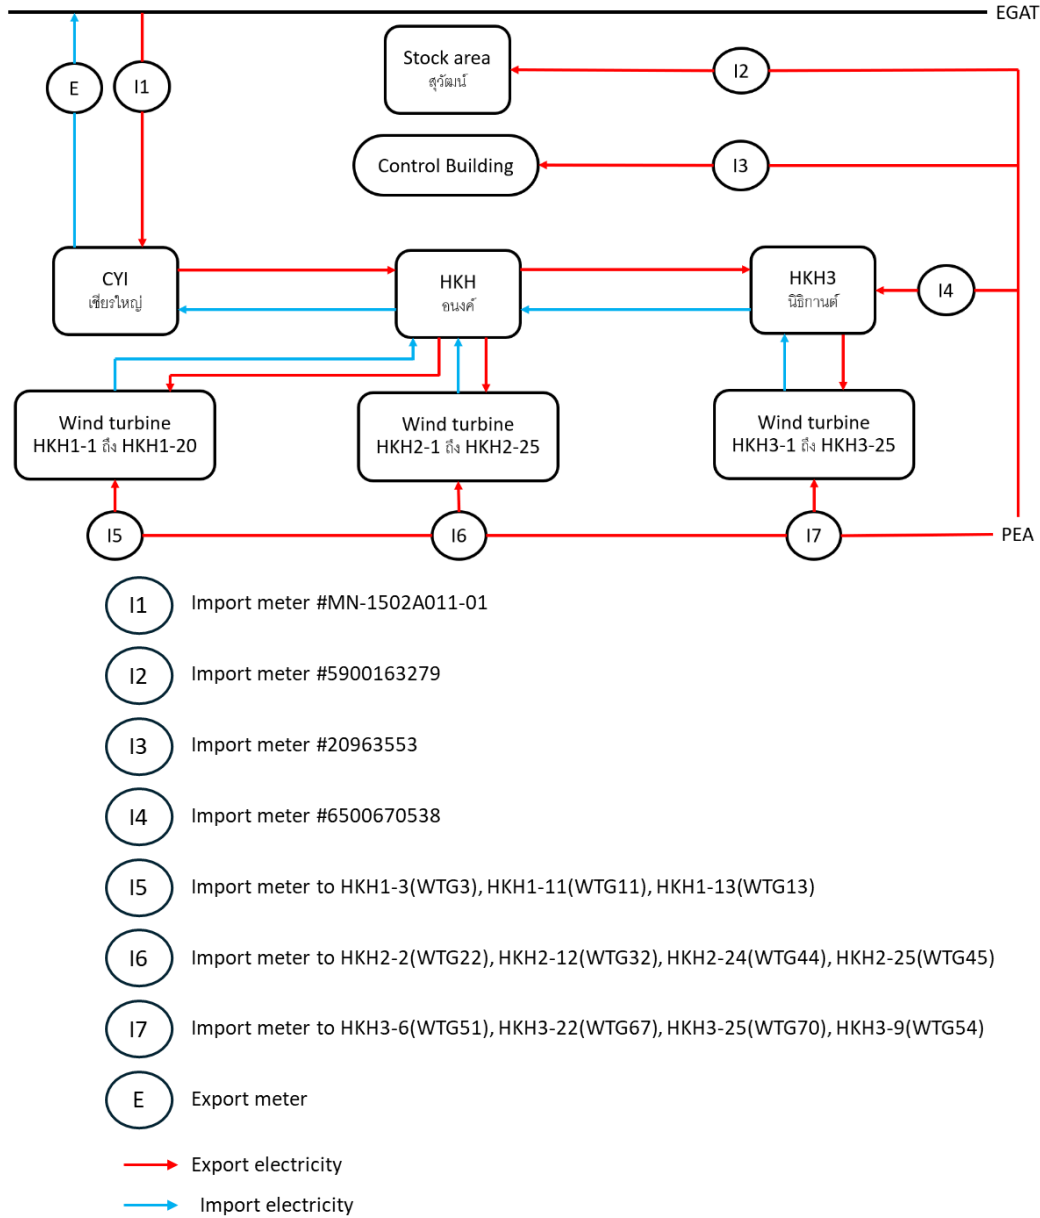 EGAT
E
I1
Stock area
สุวัฒน์
I2
Control Building
I3
CYI
เชียรใหญ่
HKH
อนงค์
HKH3
นิธิกานต์
I4
Wind turbine
HKH1-1 ถึง HKH1-20
Wind turbine
HKH2-1 ถึง HKH2-25
Wind turbine
HKH3-1 ถึง HKH3-25
I5
I6
I7
PEA
I1 Import meter #MN-1502A011-01
I2 Import meter #5900163279
I3 Import meter #20963553
I4 Import meter #6500670538
I5 Import meter to HKH1-3(WTG3), HKH1-11(WTG11), HKH1-13(WTG13)
I6 Import meter to HKH2-2(WTG22), HKH2-12(WTG32), HKH2-24(WTG44), HKH2-25(WTG45)
I7 Import meter to HKH3-6(WTG51), HKH3-22(WTG67), HKH3-25(WTG70), HKH3-9(WTG54)
E Export meter
Export electricity
Import electricity